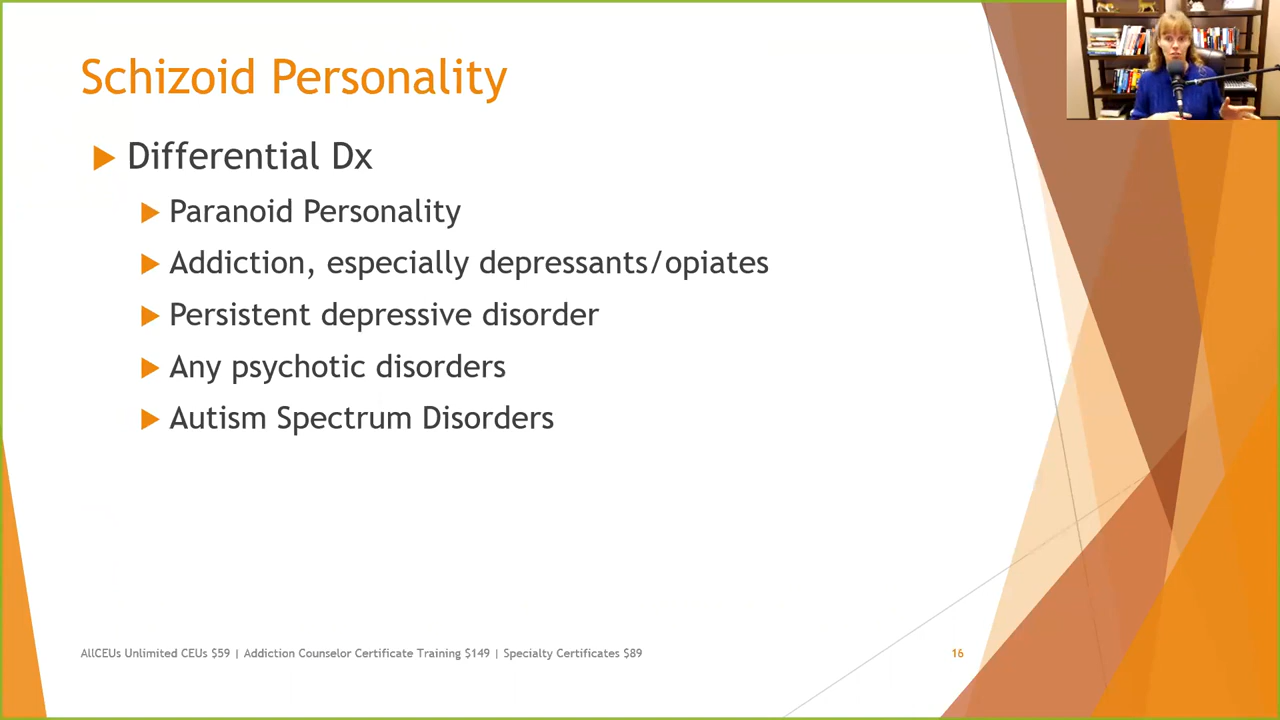 Schizoid Personality
Differential Dx
Paranoid Personality
Addiction, especially depressants/opiates
Persistent depressive disorder
Any psychotic disorders
Autism Spectrum Disorders
AllCEUs Unlimited CEUs $59 | Addiction Counselor Certificate Training $149 | Specialty Certificates $89
16